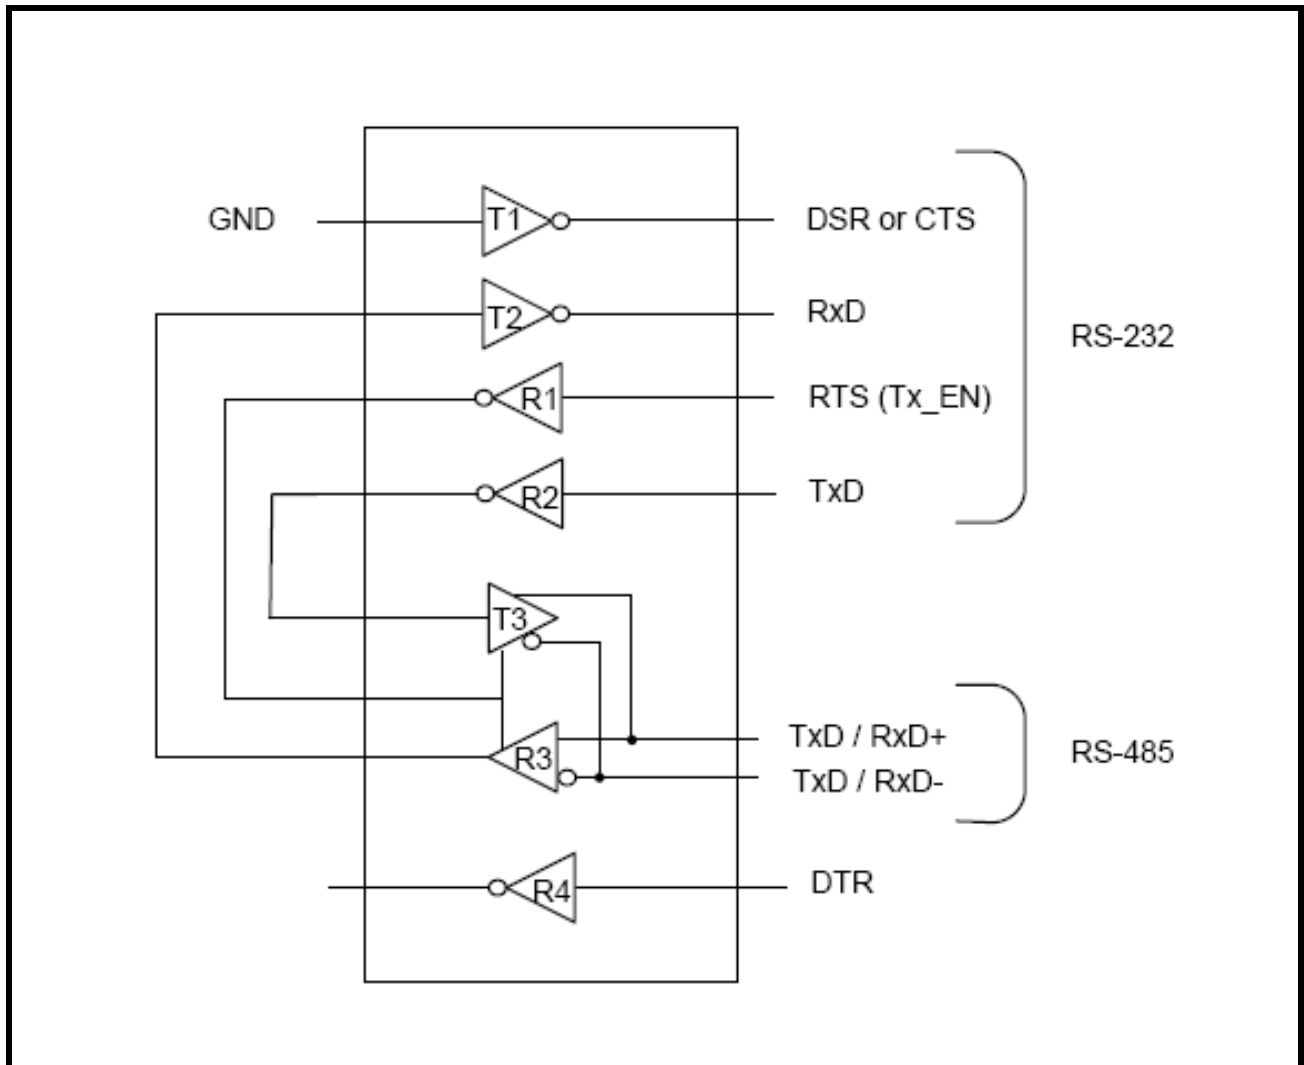 GND
T1
DSR or CTS
T2
RxD
RS-232
R1
RTS (Tx_EN)
R2
TxD
T3
TxD / RxD+
R3
RS-485
TxD / RxD-
R4
DTR